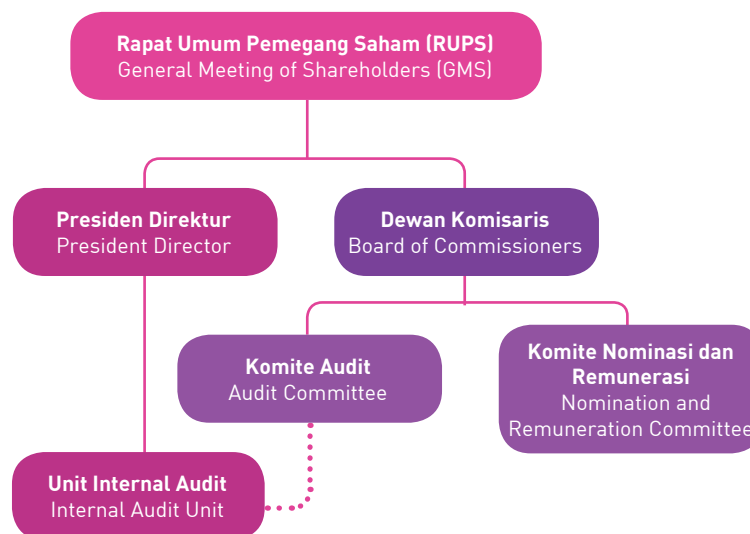 Rapat Umum Pemegang Saham (RUPS)
General Meeting of Shareholders (GMS)
Presiden Direktur
President Director
Dewan Komisaris
Board of Commissioners
Komite Audit
Audit Committee
Komite Nominasi dan
Remunerasi
Nomination and
Remuneration Committee
Unit Internal Audit
Internal Audit Unit